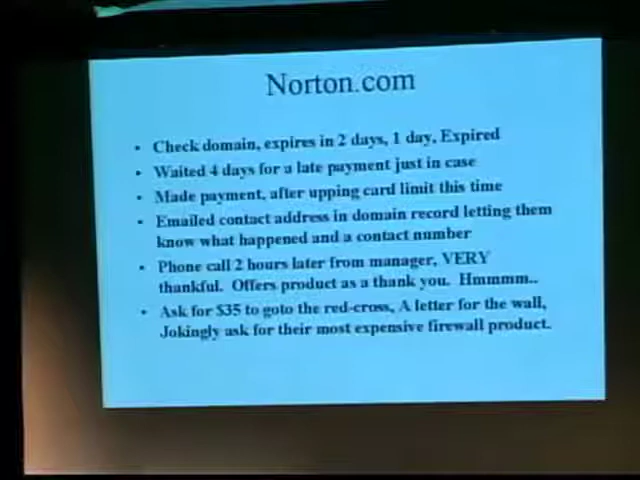 Norton.com
• Check domain, expires in 2 days, 1 day, Expired
• Waited 4 days for a late payment just in case
• Made payment, after upping card limit this time
• Emailed contact address in domain record letting them
know what happened and a contact number
• Phone call 2 hours later from manager, VERY
thankful. Offers product as a thank you. Hmmmm..
• Ask for $35 to goto the red-cross, A letter for the wall,
Jokingly ask for their most expensive firewall product.